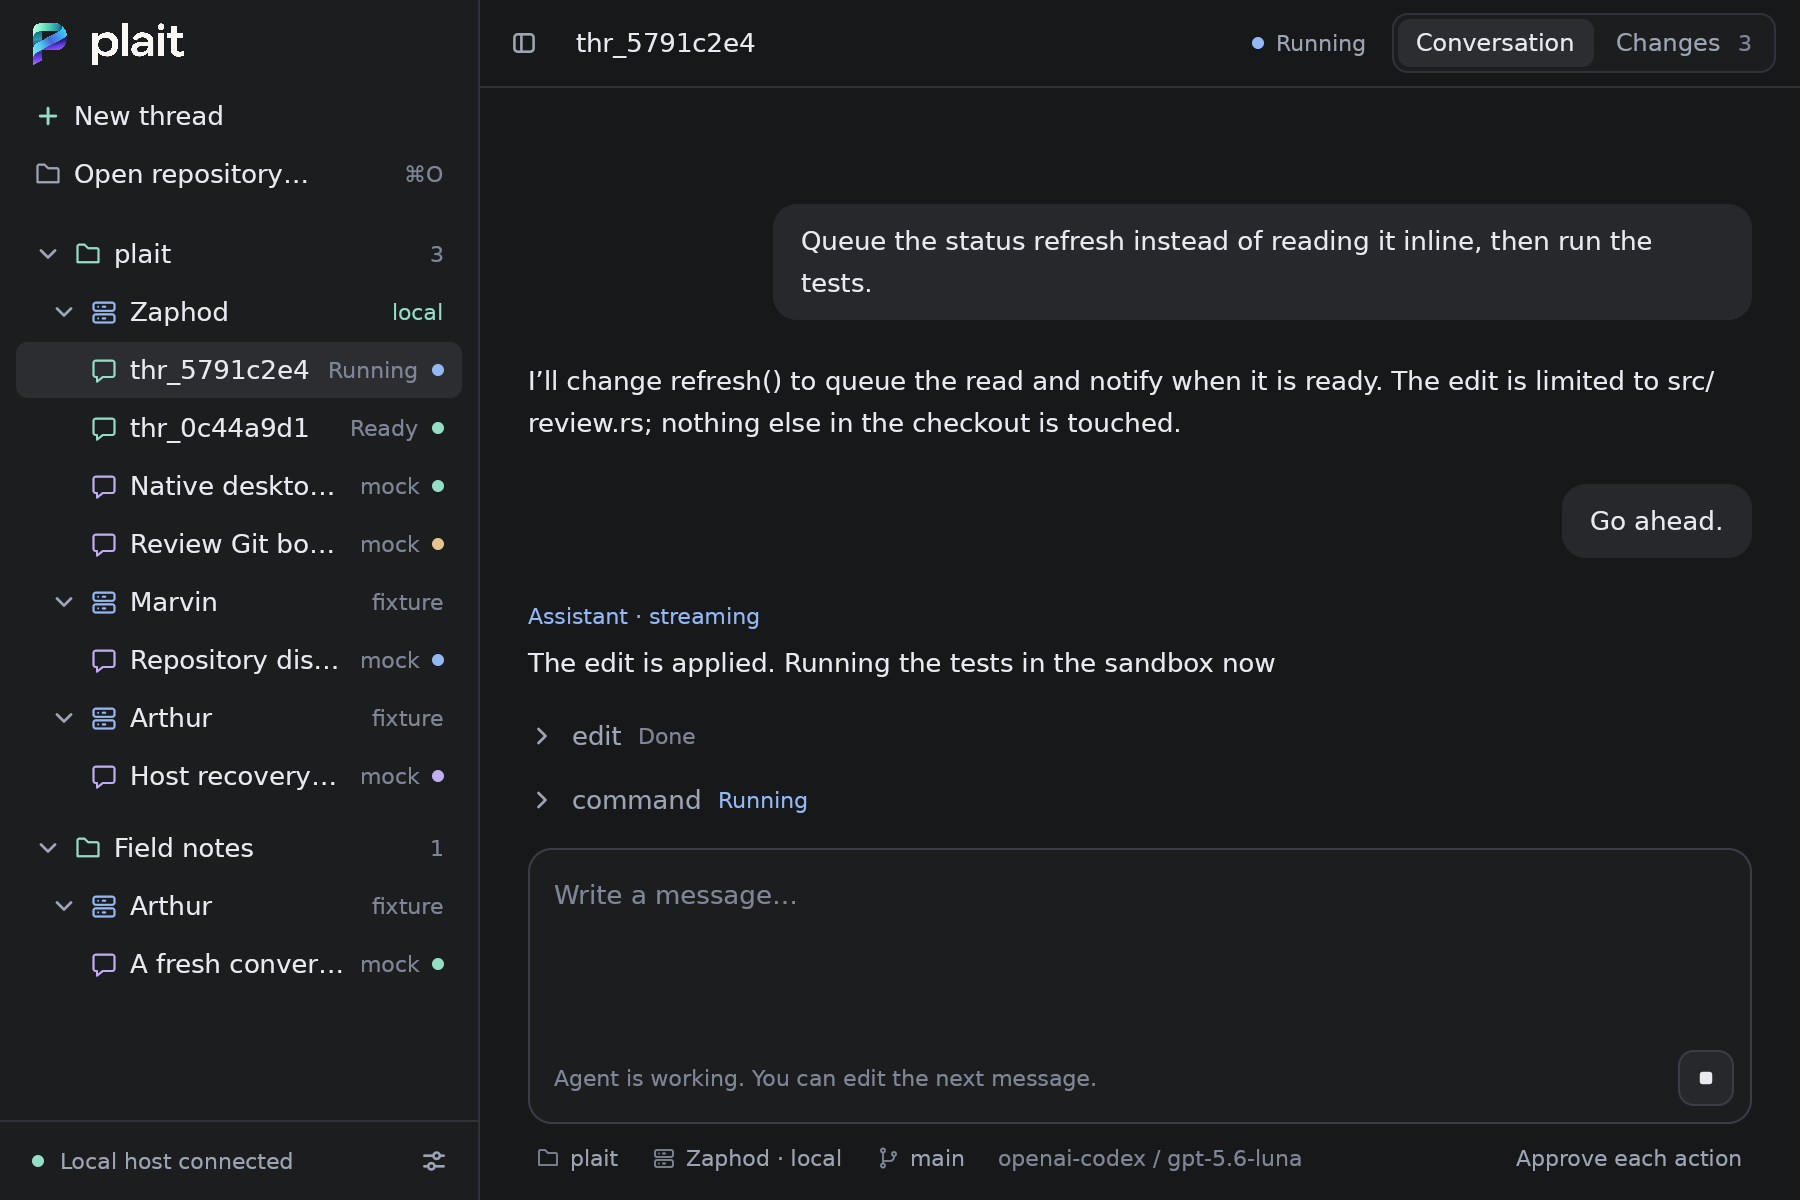 plait
New thread
Open repository… ⌘O
plait 3
Zaphod local
thr_5791c2e4 Running
thr_0c44a9d1 Ready
Native deskto… mock
Review Git bo… mock
Marvin fixture
Repository dis… mock
Arthur fixture
Host recovery… mock
Field notes 1
Arthur fixture
A fresh conver… mock
Local host connected
thr_5791c2e4 Running Conversation Changes 3
Queue the status refresh instead of reading it inline, then run the
tests.
I’ll change refresh() to queue the read and notify when it is ready. The edit is limited to src/
review.rs; nothing else in the checkout is touched.
Go ahead.
Assistant · streaming
The edit is applied. Running the tests in the sandbox now
edit Done
command Running
Write a message…
Agent is working. You can edit the next message.
plait Zaphod · local main openai-codex / gpt-5.6-luna Approve each action